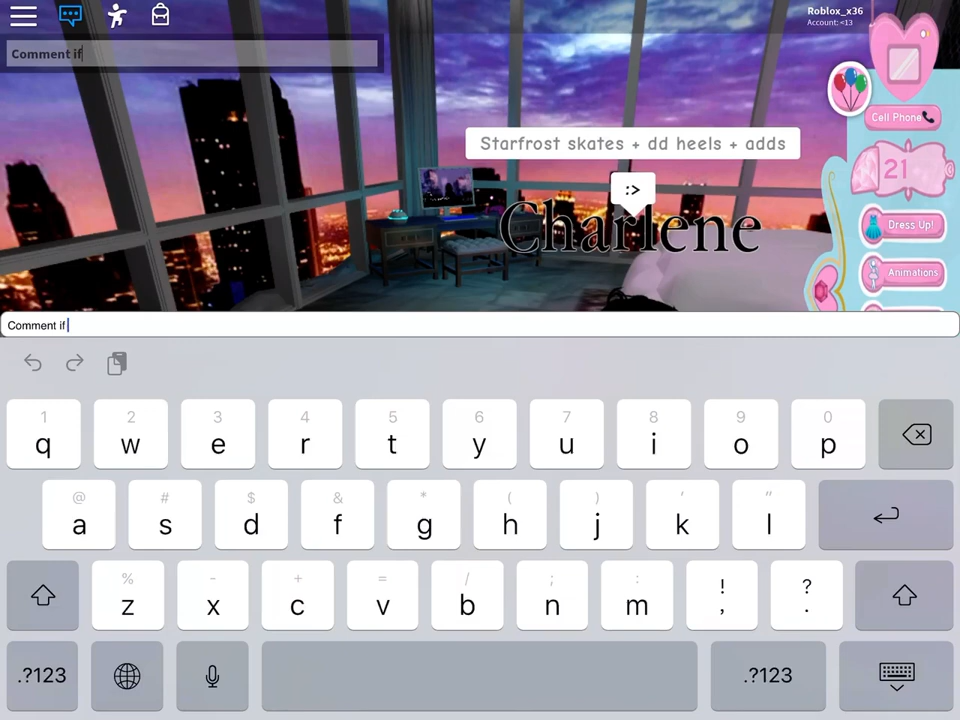 Roblox_x36
Account: <13
Comment if
Cell Phone
Starfrost skates + dd heels + adds
21
:>
Charlene
Dress Up!
Animations
Comment if
1 2 3 4 5 6 7 8 9 0
q w e r t y u i o p
@ # $ & * ( ) ' "
a s d f g h j k l
% - + = / ; : ! ?
z x c v b n m , .
.?123 .?123